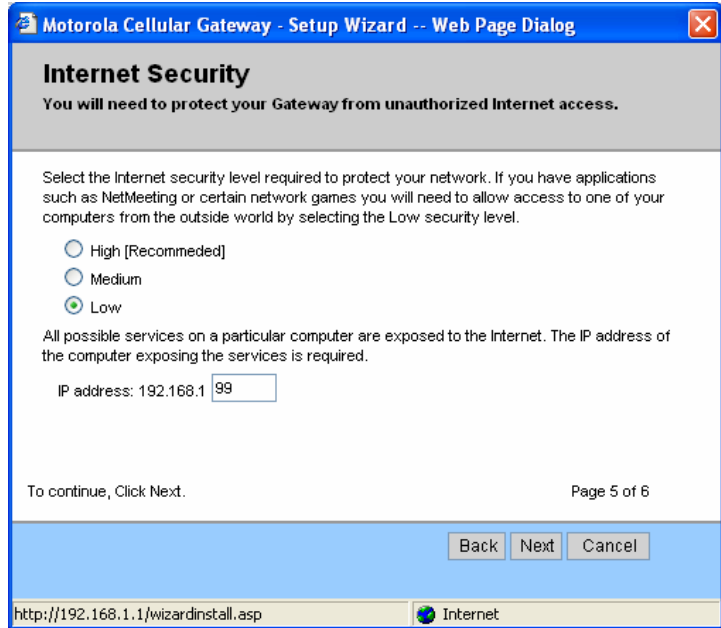 Motorola Cellular Gateway - Setup Wizard -- Web Page Dialog
Internet Security
You will need to protect your Gateway from unauthorized Internet access.
Select the Internet security level required to protect your network. If you have applications
such as NetMeeting or certain network games you will need to allow access to one of your
computers from the outside world by selecting the Low security level.
High [Recommeded]
Medium
Low
All possible services on a particular computer are exposed to the Internet. The IP address of
the computer exposing the services is required.
IP address: 192.168.1 99
To continue, Click Next. Page 5 of 6
Back Next Cancel
http://192.168.1.1/wizardinstall.asp Internet